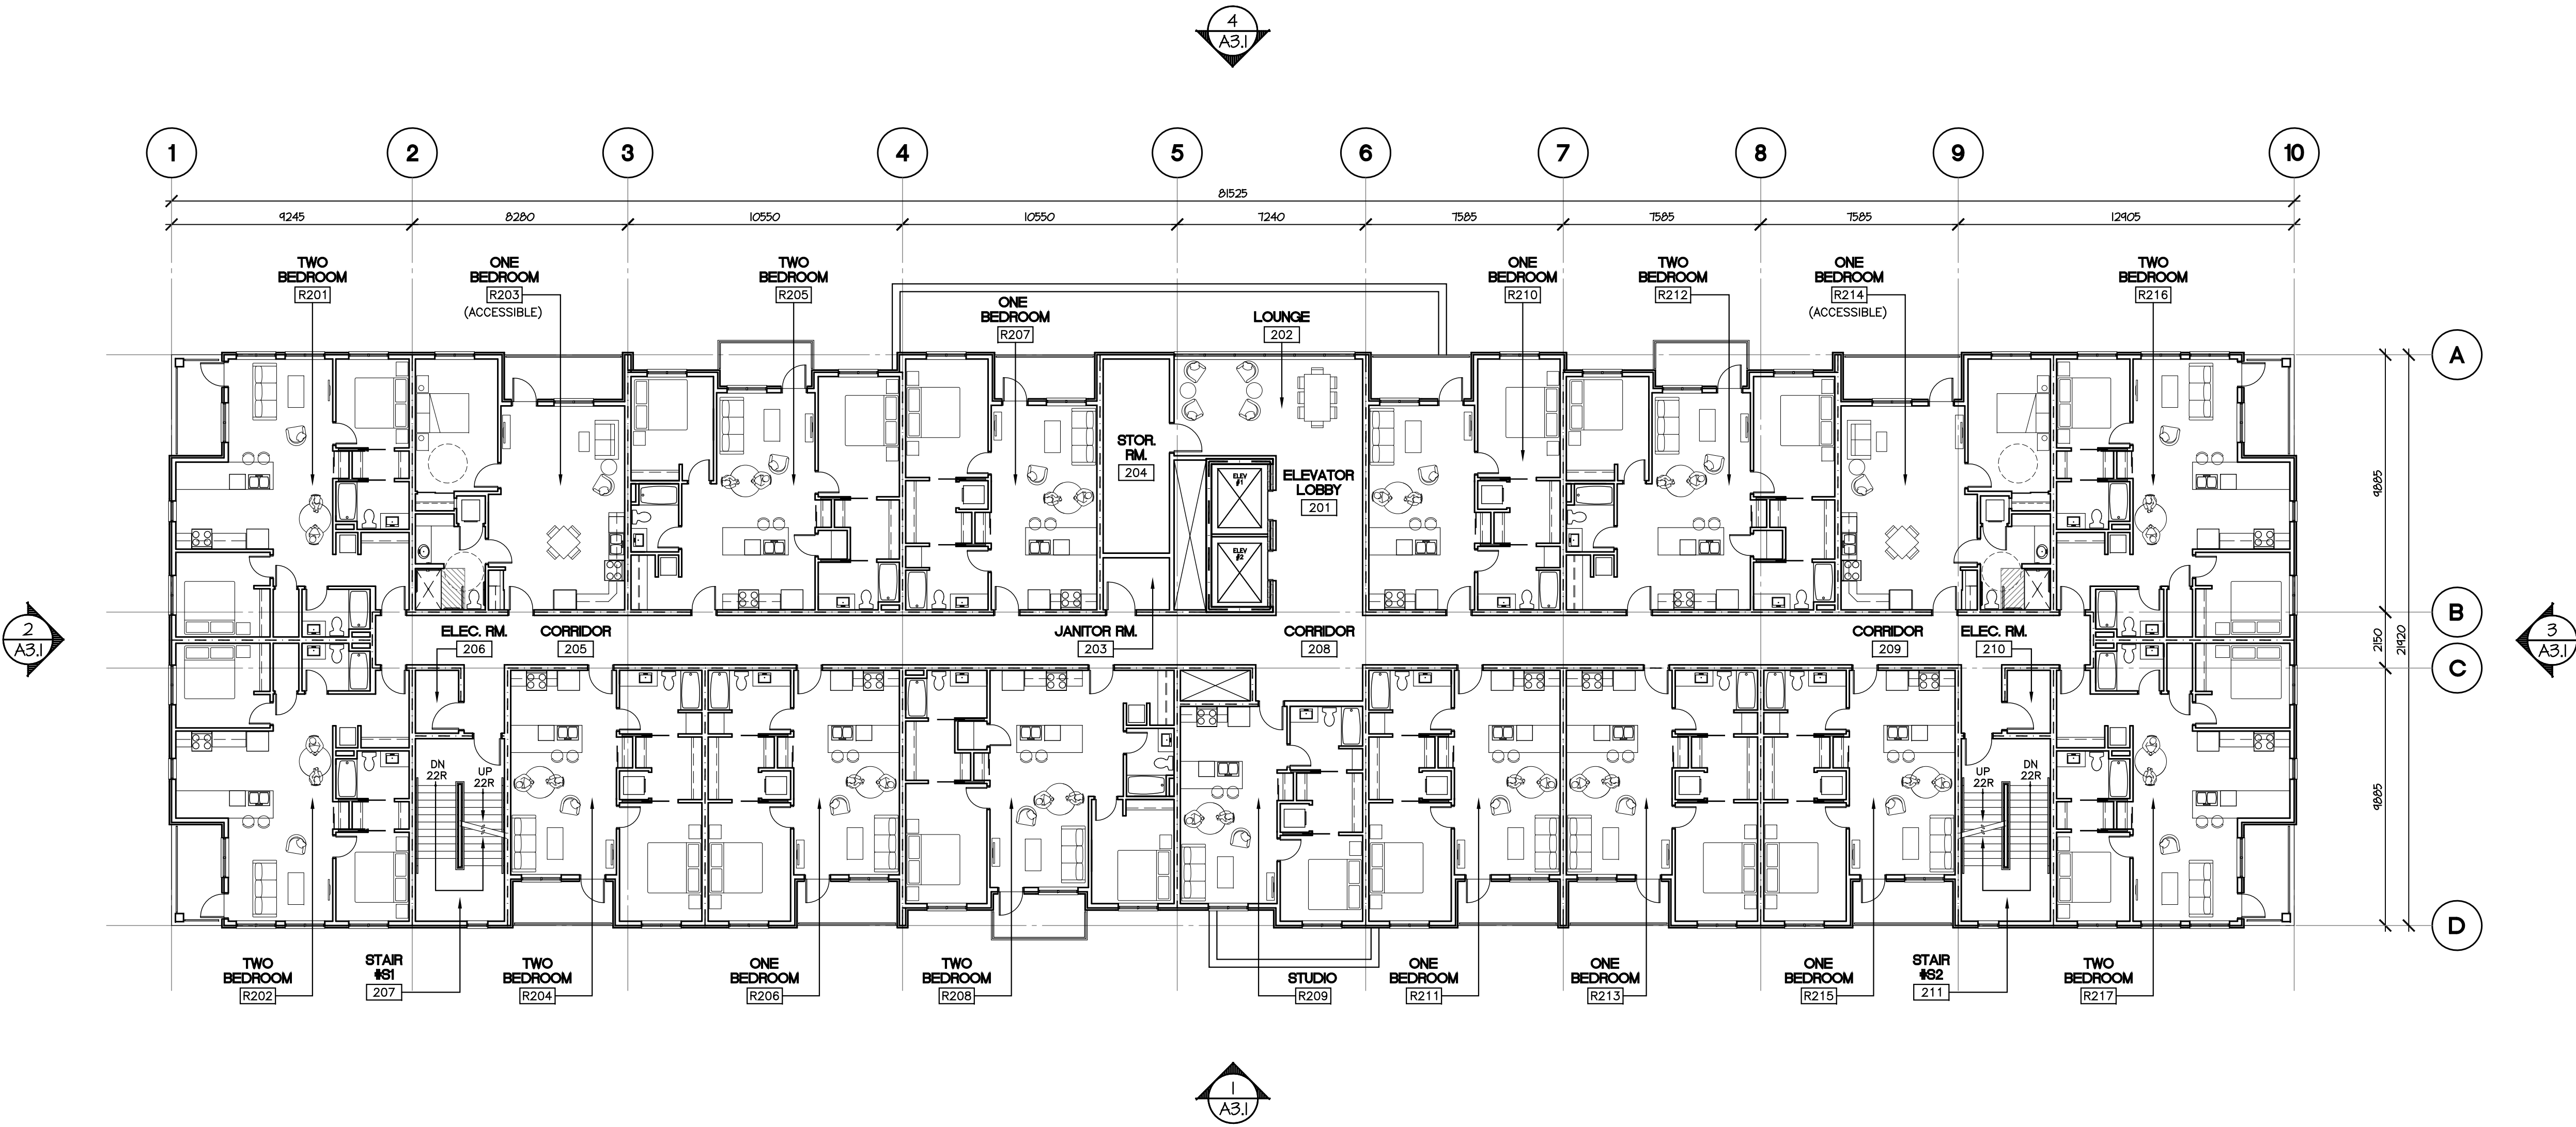 4
A3.1
1
2
3
4
5
6
7
8
9
10
81525
9245
8280
10550
10550
7240
7585
7585
7585
12905
TWO
BEDROOM
R201
ONE
BEDROOM
R203
(ACCESSIBLE)
TWO
BEDROOM
R205
ONE
BEDROOM
R207
LOUNGE
202
ONE
BEDROOM
R210
TWO
BEDROOM
R212
ONE
BEDROOM
R214
(ACCESSIBLE)
TWO
BEDROOM
R216
A
STOR.
RM.
204
ELEV
#1
ELEV
#2
ELEVATOR
LOBBY
201
9885
B
2
A3.1
ELEC. RM.
206
CORRIDOR
205
JANITOR RM.
203
CORRIDOR
208
CORRIDOR
209
ELEC. RM.
210
2150
21920
3
A3.1
C
DN
22R
UP
22R
UP
22R
DN
22R
9885
D
TWO
BEDROOM
R202
STAIR
#S1
207
TWO
BEDROOM
R204
ONE
BEDROOM
R206
TWO
BEDROOM
R208
STUDIO
R209
ONE
BEDROOM
R211
ONE
BEDROOM
R213
ONE
BEDROOM
R215
STAIR
#S2
211
TWO
BEDROOM
R217
1
A3.1